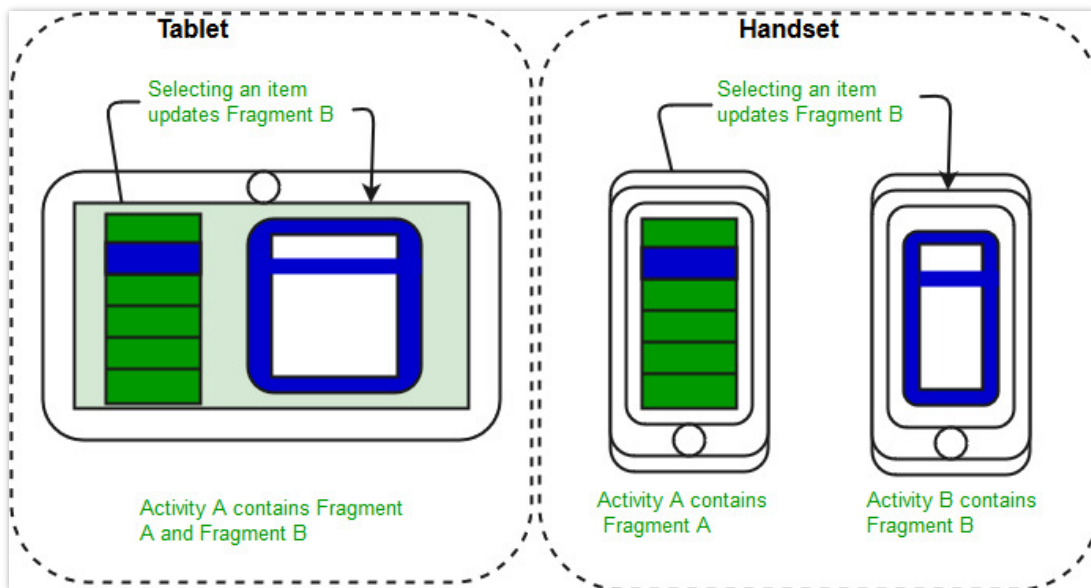 Tablet
Selecting an item
updates Fragment B
Activity A contains Fragment
A and Fragment B
Handset
Selecting an item
updates Fragment B
Activity A contains
Fragment A
Activity B contains
Fragment B